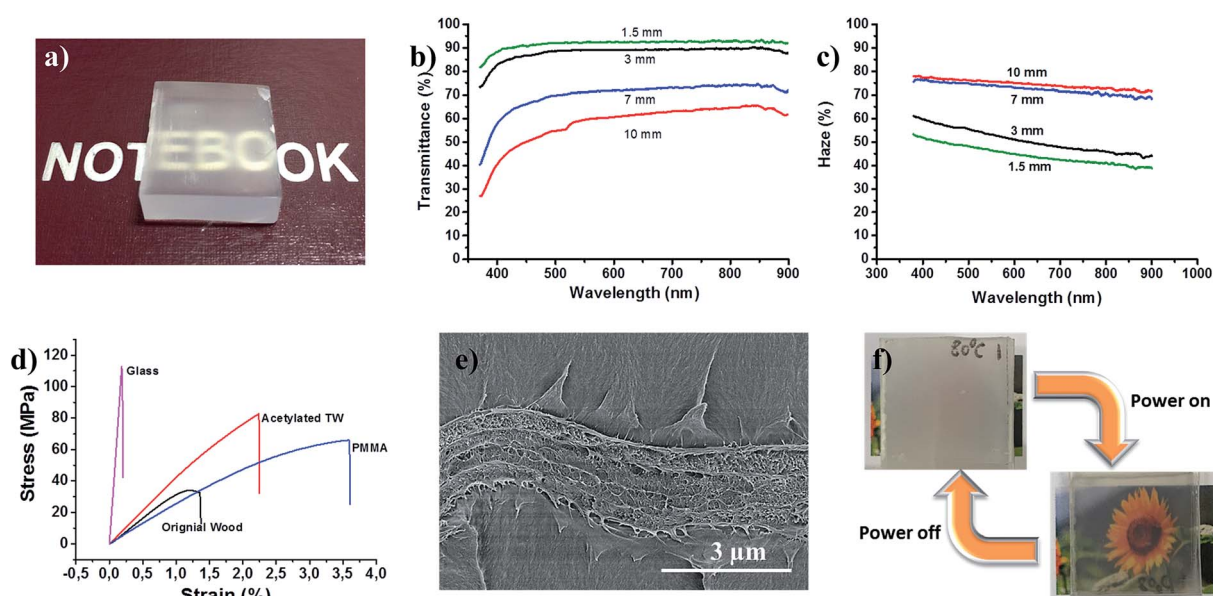 a)
NOTEBOOK
b)
Transmittance (%)
100
90
80
70
60
50
40
30
20
10
0
1.5 mm
3 mm
7 mm
10 mm
400 500 600 700 800 900
Wavelength (nm)
c)
Haze (%)
100
90
80
70
60
50
40
30
20
10
0
10 mm
7 mm
3 mm
1.5 mm
300 400 500 600 700 800 900 1000
Wavelength (nm)
d)
Stress (MPa)
120
100
80
60
40
20
0
Glass
Acetylated TW
PMMA
Orignial Wood
-0,5 0,0 0,5 1,0 1,5 2,0 2,5 3,0 3,5 4,0
Strain (%)
e)
3 µm
f)
Power on
Power off